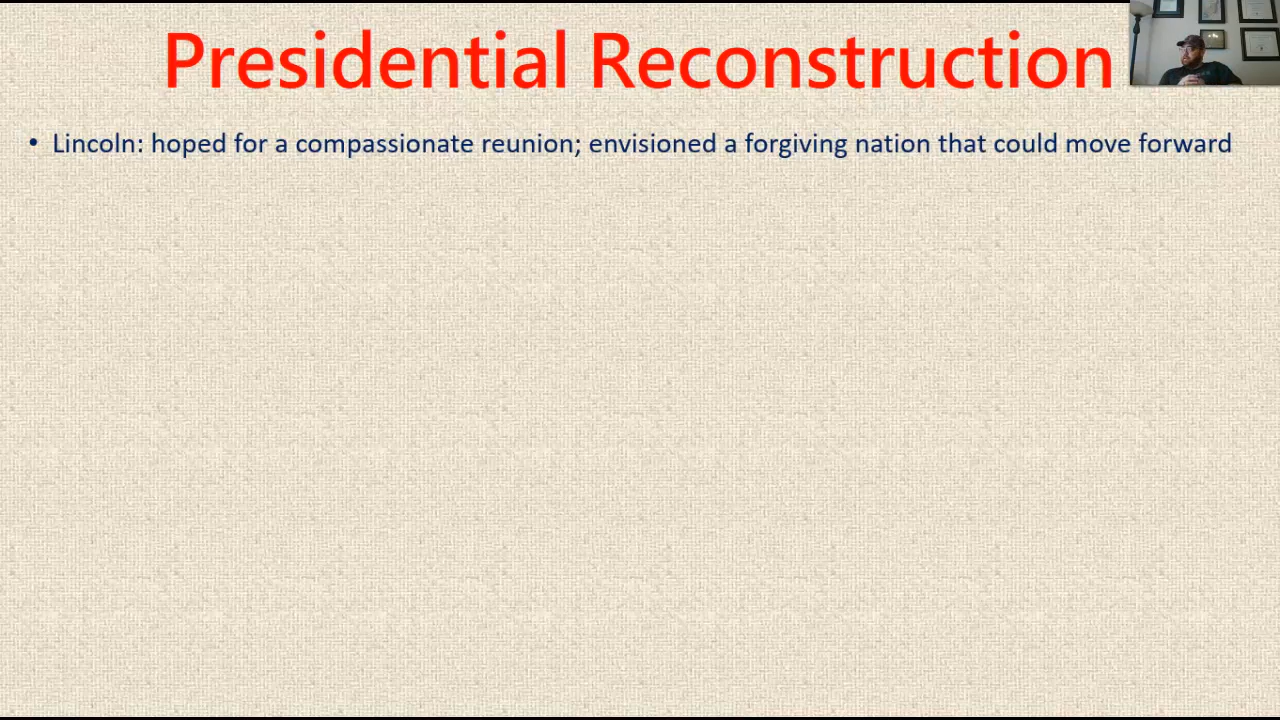 Presidential Reconstruction
• Lincoln: hoped for a compassionate reunion; envisioned a forgiving nation that could move forward